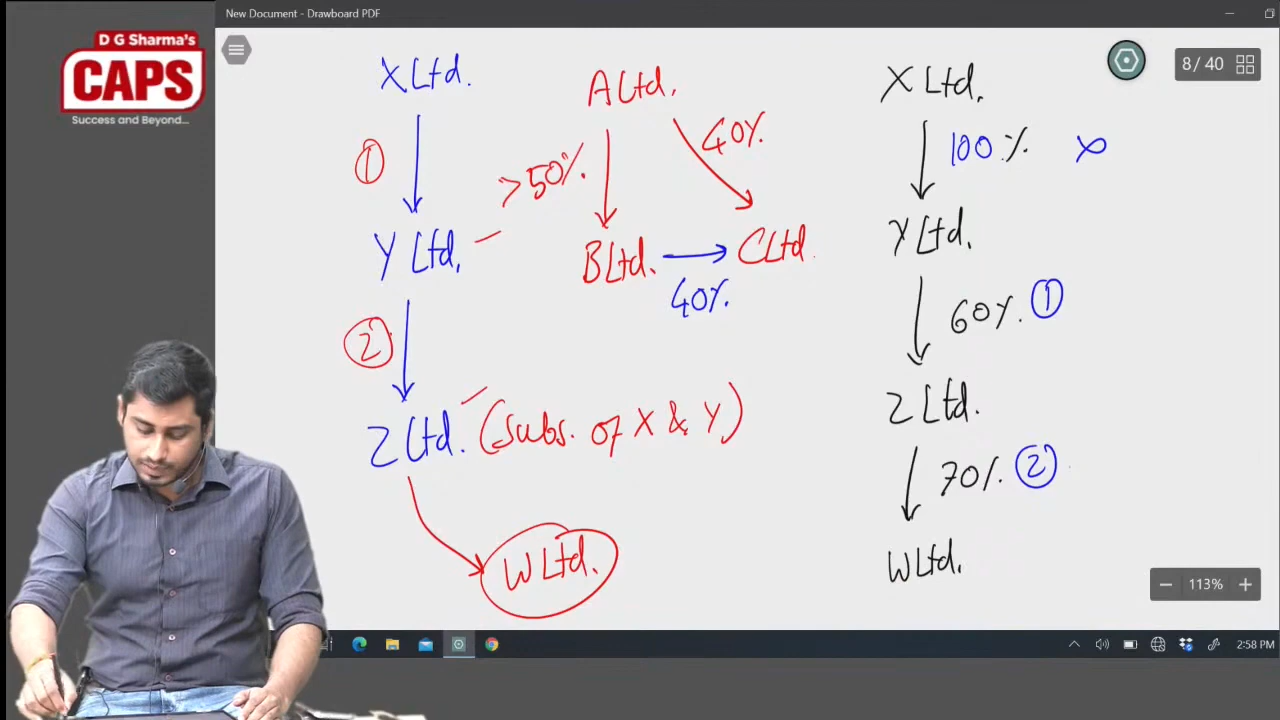 New Document - Drawboard PDF
D G Sharma's
CAPS
Success and Beyond...
8 / 40
X Ltd.
①
Y Ltd.
②
Z Ltd. (Subs. of X & Y)
W Ltd.
>50%
A Ltd.
40%
B Ltd.
C Ltd.
40%
X Ltd.
100%
Y Ltd.
60% ①
Z Ltd.
70% ②
W Ltd.
113%
2:58 PM